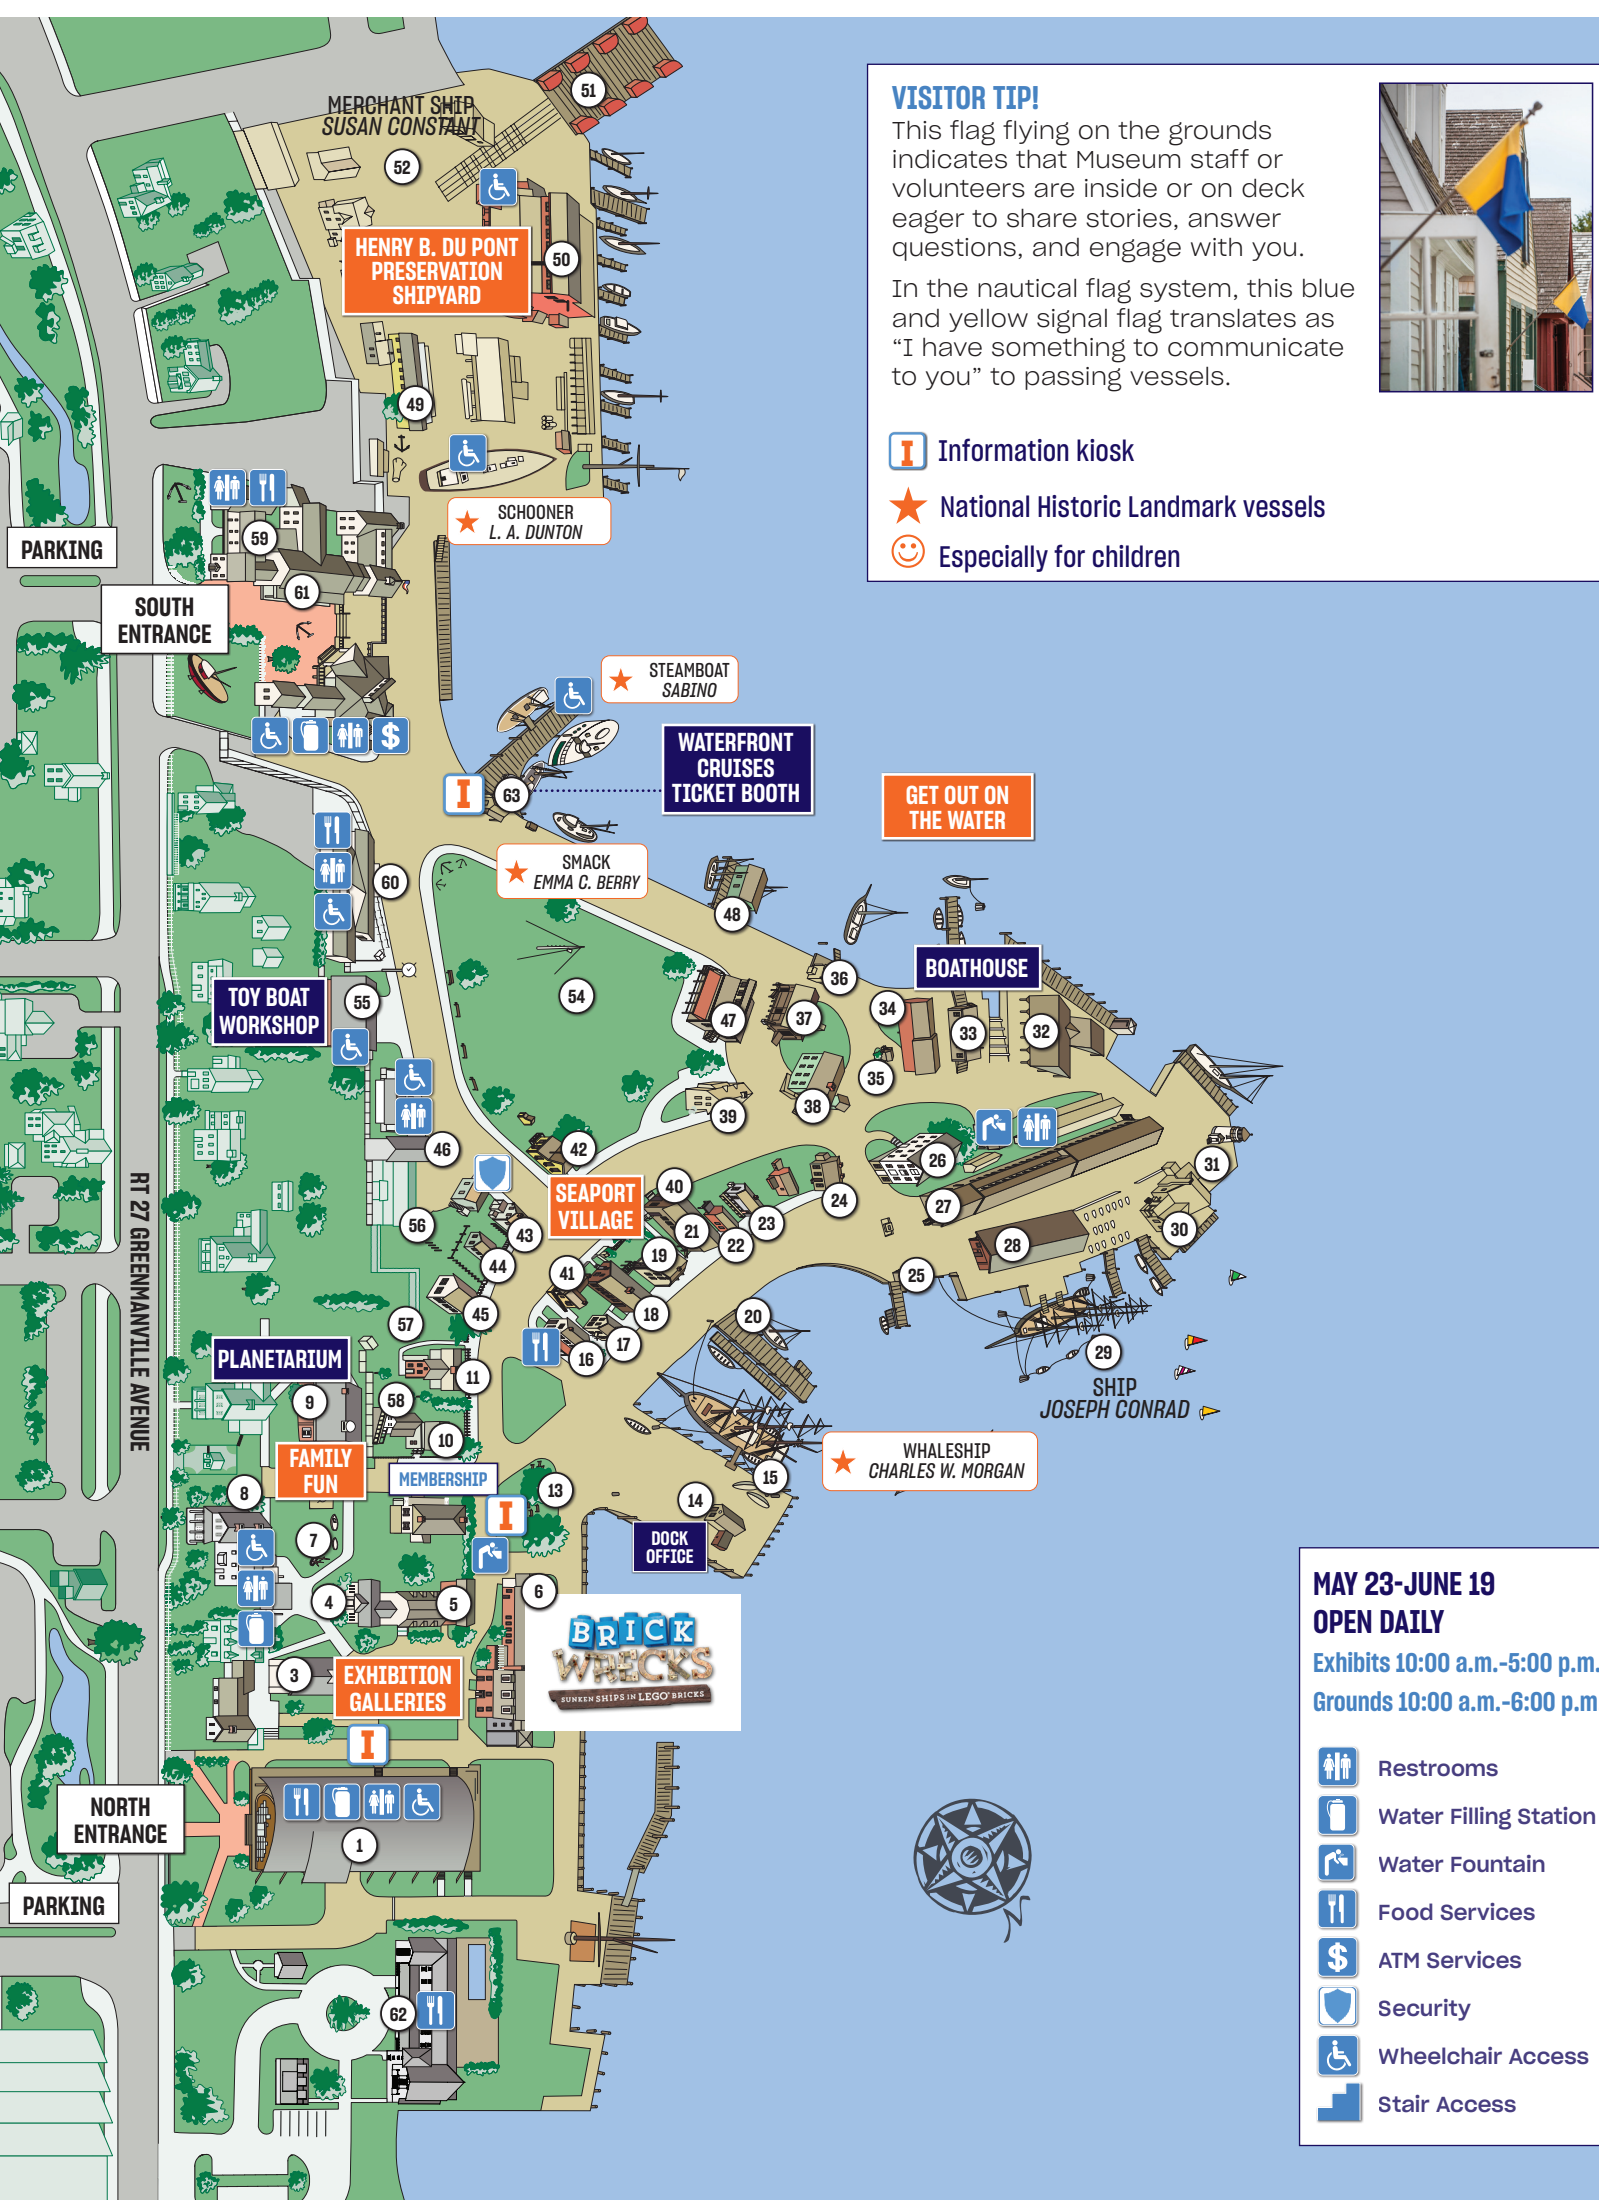 MERCHANT SHIP
SUSAN CONSTANT
51
52
HENRY B. DU PONT
PRESERVATION
SHIPYARD
50
49
SCHOONER
L. A. DUNTON
VISITOR TIP!
This flag flying on the grounds
indicates that Museum staff or
volunteers are inside or on deck
eager to share stories, answer
questions, and engage with you.
In the nautical flag system, this blue
and yellow signal flag translates as
“I have something to communicate
to you” to passing vessels.
I Information kiosk
National Historic Landmark vessels
Especially for children
PARKING
59
61
SOUTH
ENTRANCE
$
STEAMBOAT
SABINO
WATERFRONT
CRUISES
TICKET BOOTH
I
63
GET OUT ON
THE WATER
SMACK
EMMA C. BERRY
60
48
BOATHOUSE
36
TOY BOAT
WORKSHOP
55
54
47
37
34
33
32
35
38
39
46
42
26
31
SEAPORT
VILLAGE
40
24
27
56
43
21
23
22
30
28
19
44
41
25
RT 27 GREENMANVILLE AVENUE
45
18
20
57
17
16
29
SHIP
JOSEPH CONRAD
PLANETARIUM
11
9
58
10
FAMILY
FUN
MEMBERSHIP
WHALESHIP
CHARLES W. MORGAN
15
8
13
14
I
7
DOCK
OFFICE
4
5
6
BRICK
WRECKS
SUNKEN SHIPS IN LEGO® BRICKS
3
EXHIBITION
GALLERIES
I
NORTH
ENTRANCE
1
PARKING
62
N
MAY 23-JUNE 19
OPEN DAILY
Exhibits 10:00 a.m.-5:00 p.m.
Grounds 10:00 a.m.-6:00 p.m
Restrooms
Water Filling Station
Water Fountain
Food Services
$ ATM Services
Security
Wheelchair Access
Stair Access